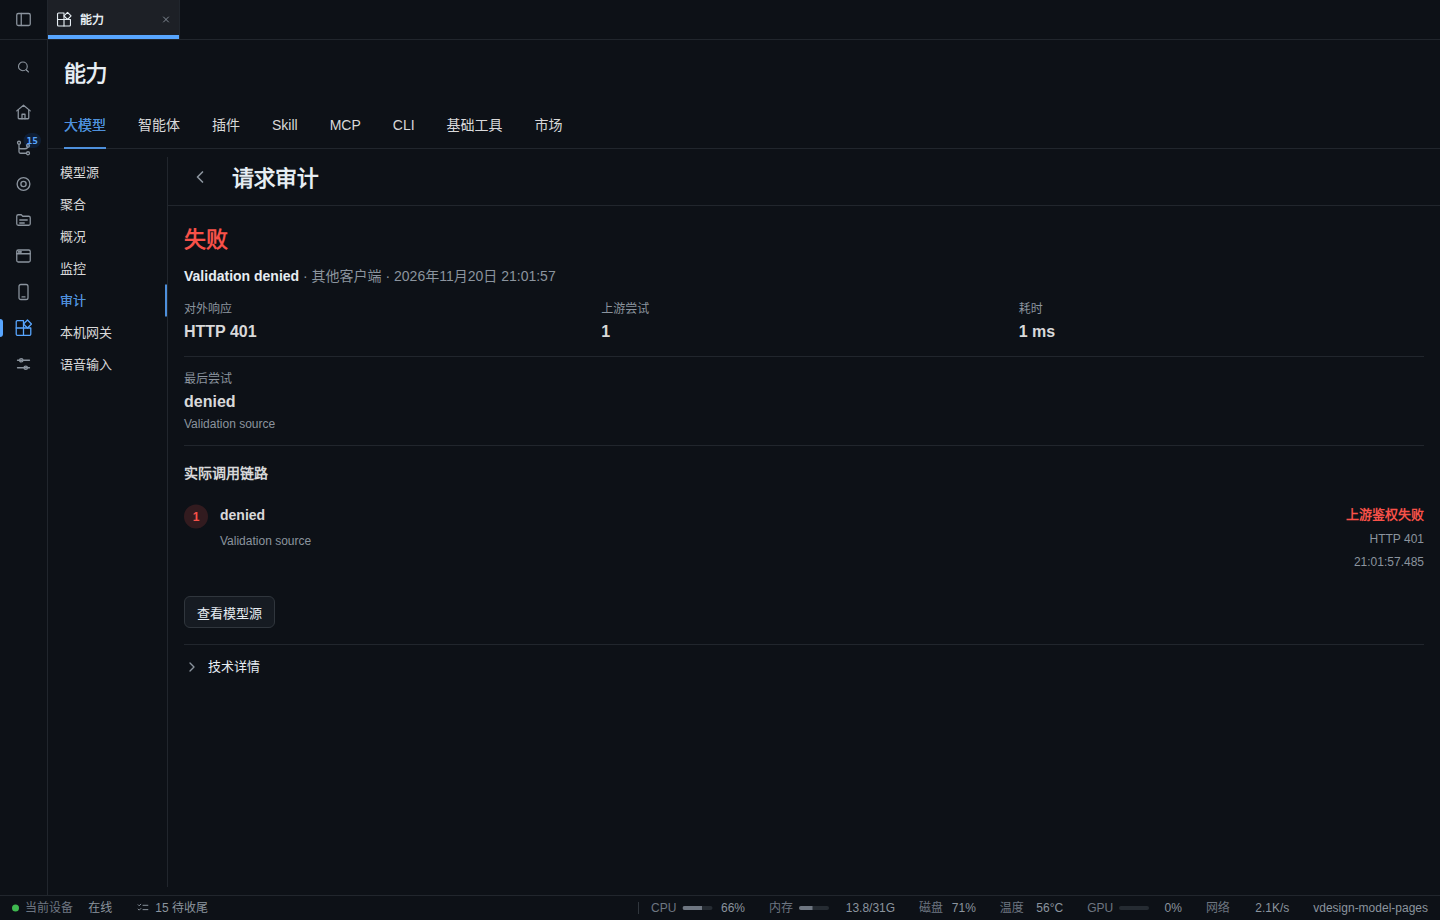 能力
能力
大模型 智能体 插件 Skill MCP CLI 基础工具 市场
15
模型源
聚合
概况
监控
审计
本机网关
语音输入
请求审计
失败
Validation denied · 其他客户端 · 2026年11月20日 21:01:57
对外响应 上游尝试 耗时
HTTP 401 1 1 ms
最后尝试
denied
Validation source
实际调用链路
1 denied 上游鉴权失败
Validation source HTTP 401
21:01:57.485
查看模型源
技术详情
当前设备 在线 15 待收尾 CPU 66% 内存 13.8/31G 磁盘 71% 温度 56°C GPU 0% 网络 2.1K/s vdesign-model-pages